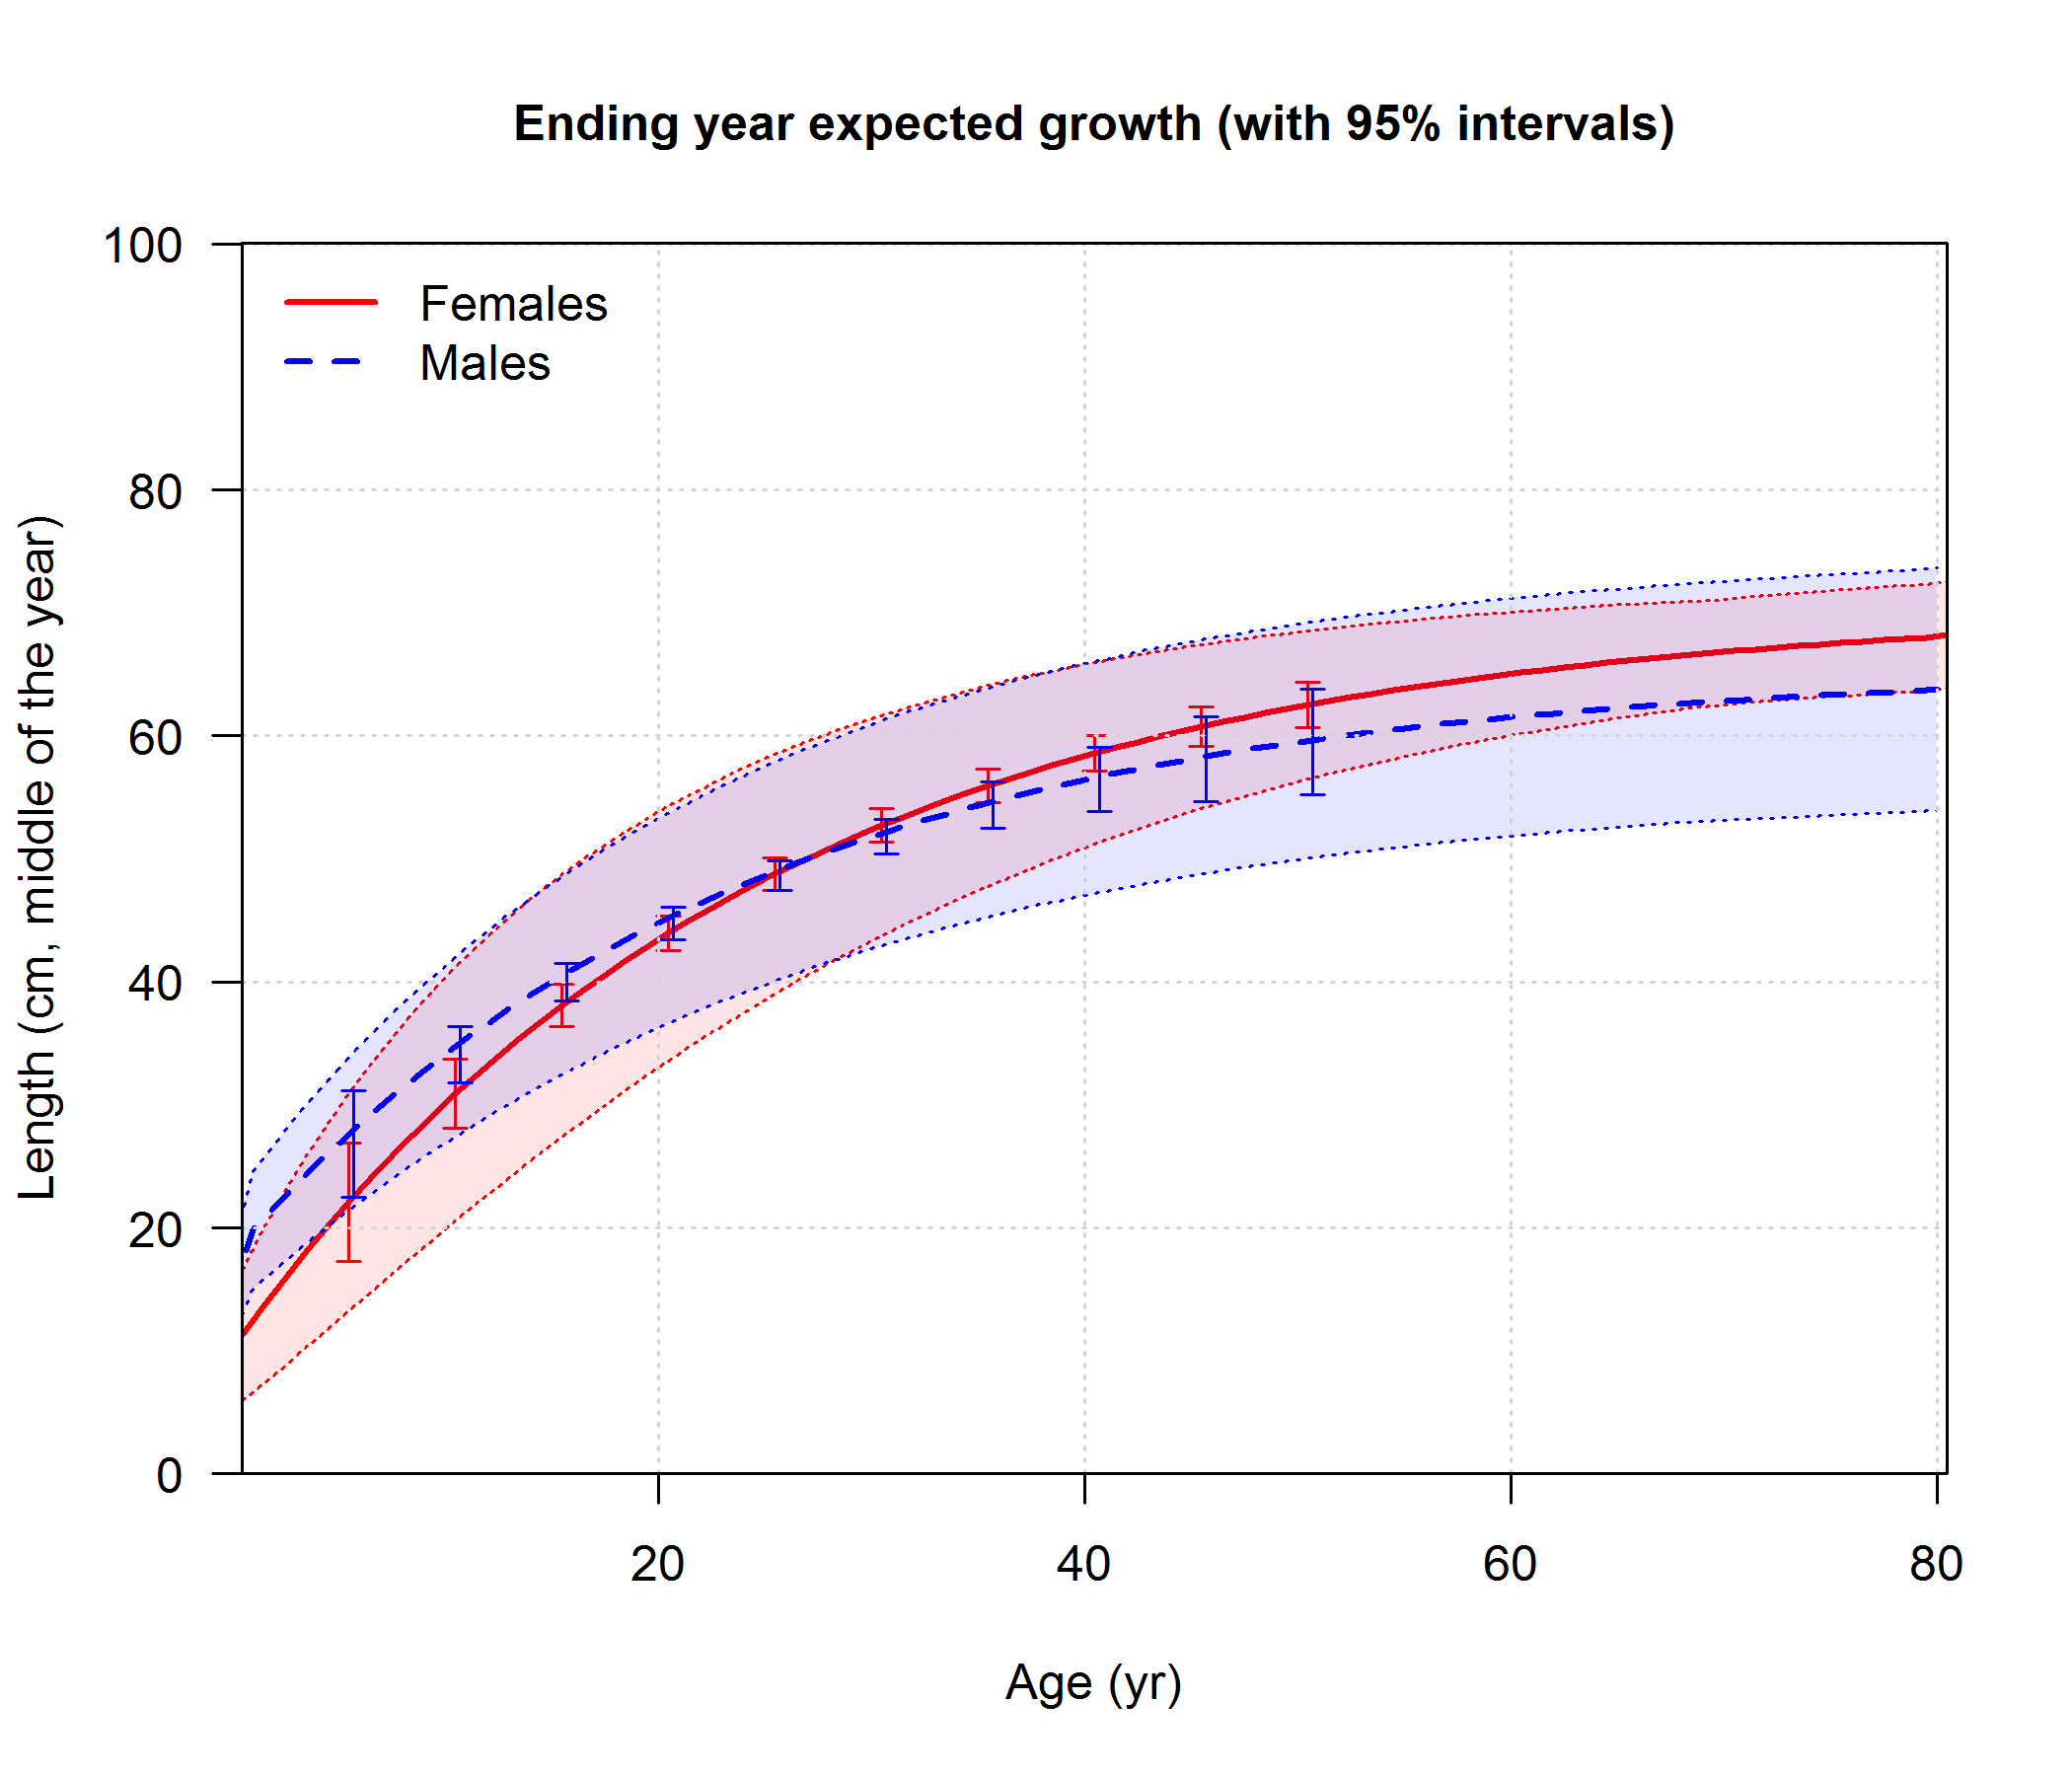 Ending year expected growth (with 95% intervals)
Females
Males
100
80
60
40
20
0
Length (cm, middle of the year)
20 40 60 80
Age (yr)